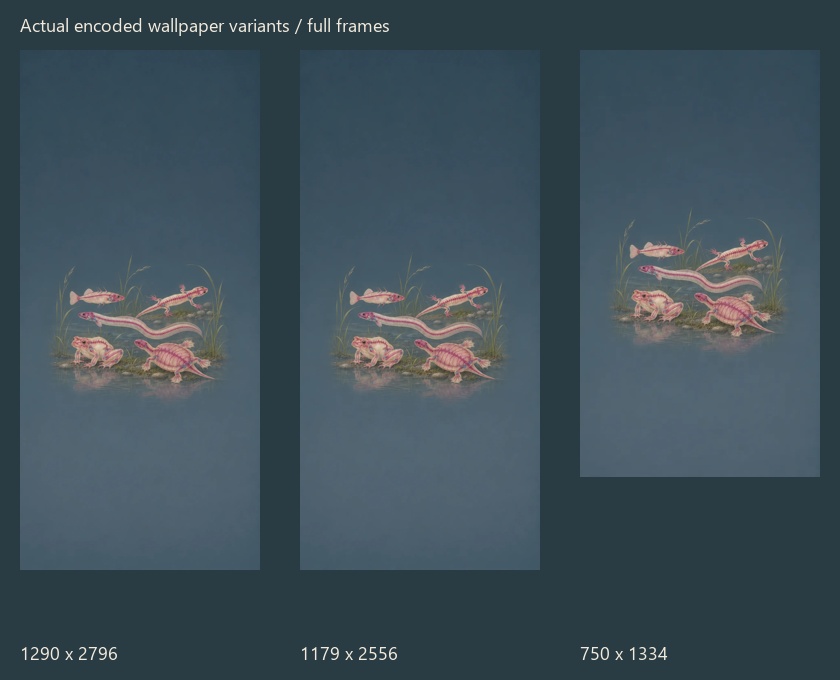 Actual encoded wallpaper variants / full frames
1290 x 2796
1179 x 2556
750 x 1334